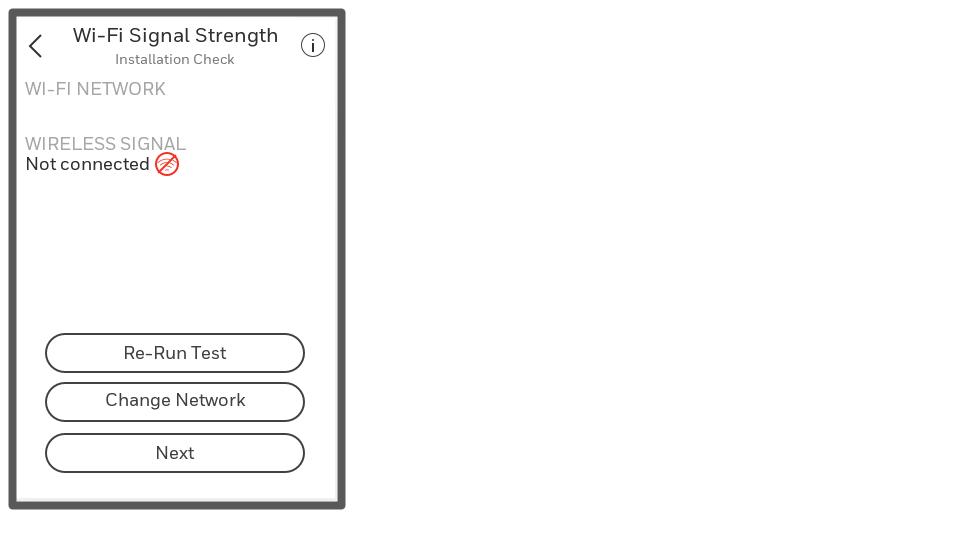 Wi-Fi Signal Strength
Installation Check
WI-FI NETWORK
WIRELESS SIGNAL
Not connected
Re-Run Test
Change Network
Next